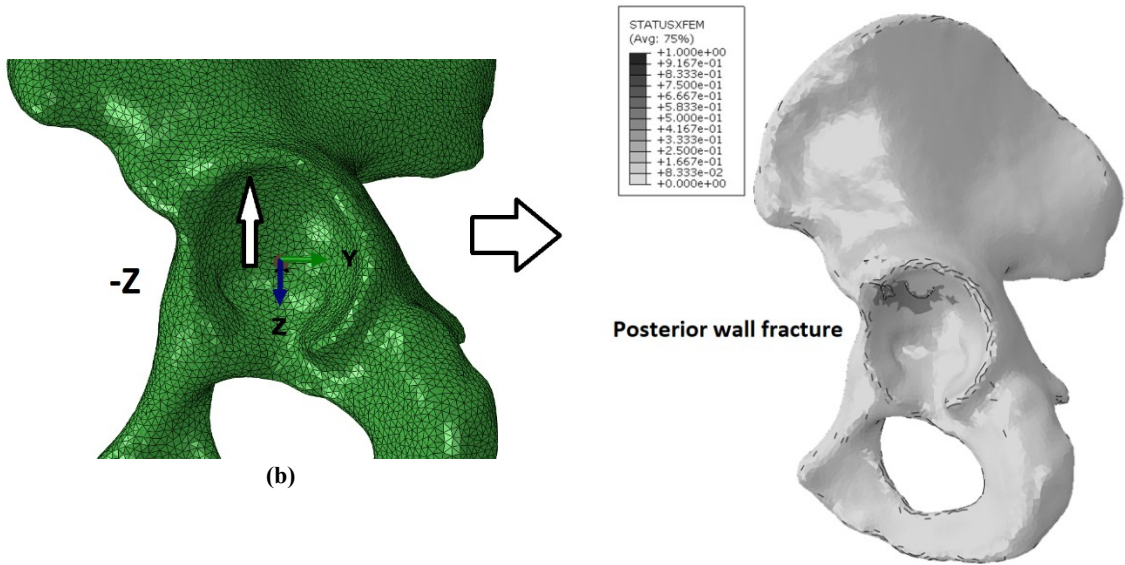 STATUSXFEM
(Avg: 75%)
+1.000e+00
+9.167e-01
+8.333e-01
+7.500e-01
+6.667e-01
+5.833e-01
+5.000e-01
+4.167e-01
+3.333e-01
+2.500e-01
+1.667e-01
+8.333e-02
+0.000e+00
Y
-Z
Z
Posterior wall fracture
(b)